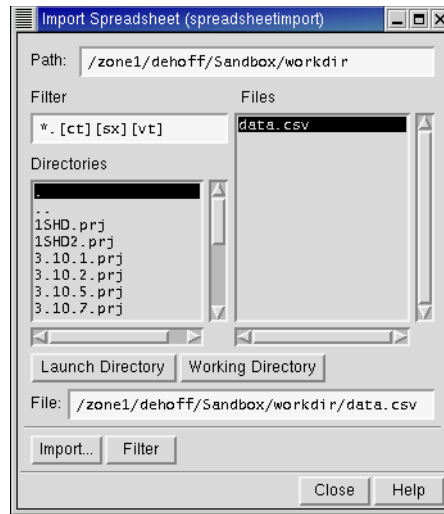 Import Spreadsheet (spreadsheetimport)
Path: /zone1/dehoff/Sandbox/workdir
Filter
Files
*.[ct][sx][vt]
data.csv
Directories
.
..
1SHD.prj
1SHD2.prj
3.10.1.prj
3.10.2.prj
3.10.5.prj
3.10.7.prj
Launch Directory Working Directory
File: /zone1/dehoff/Sandbox/workdir/data.csv
Import... Filter
Close Help